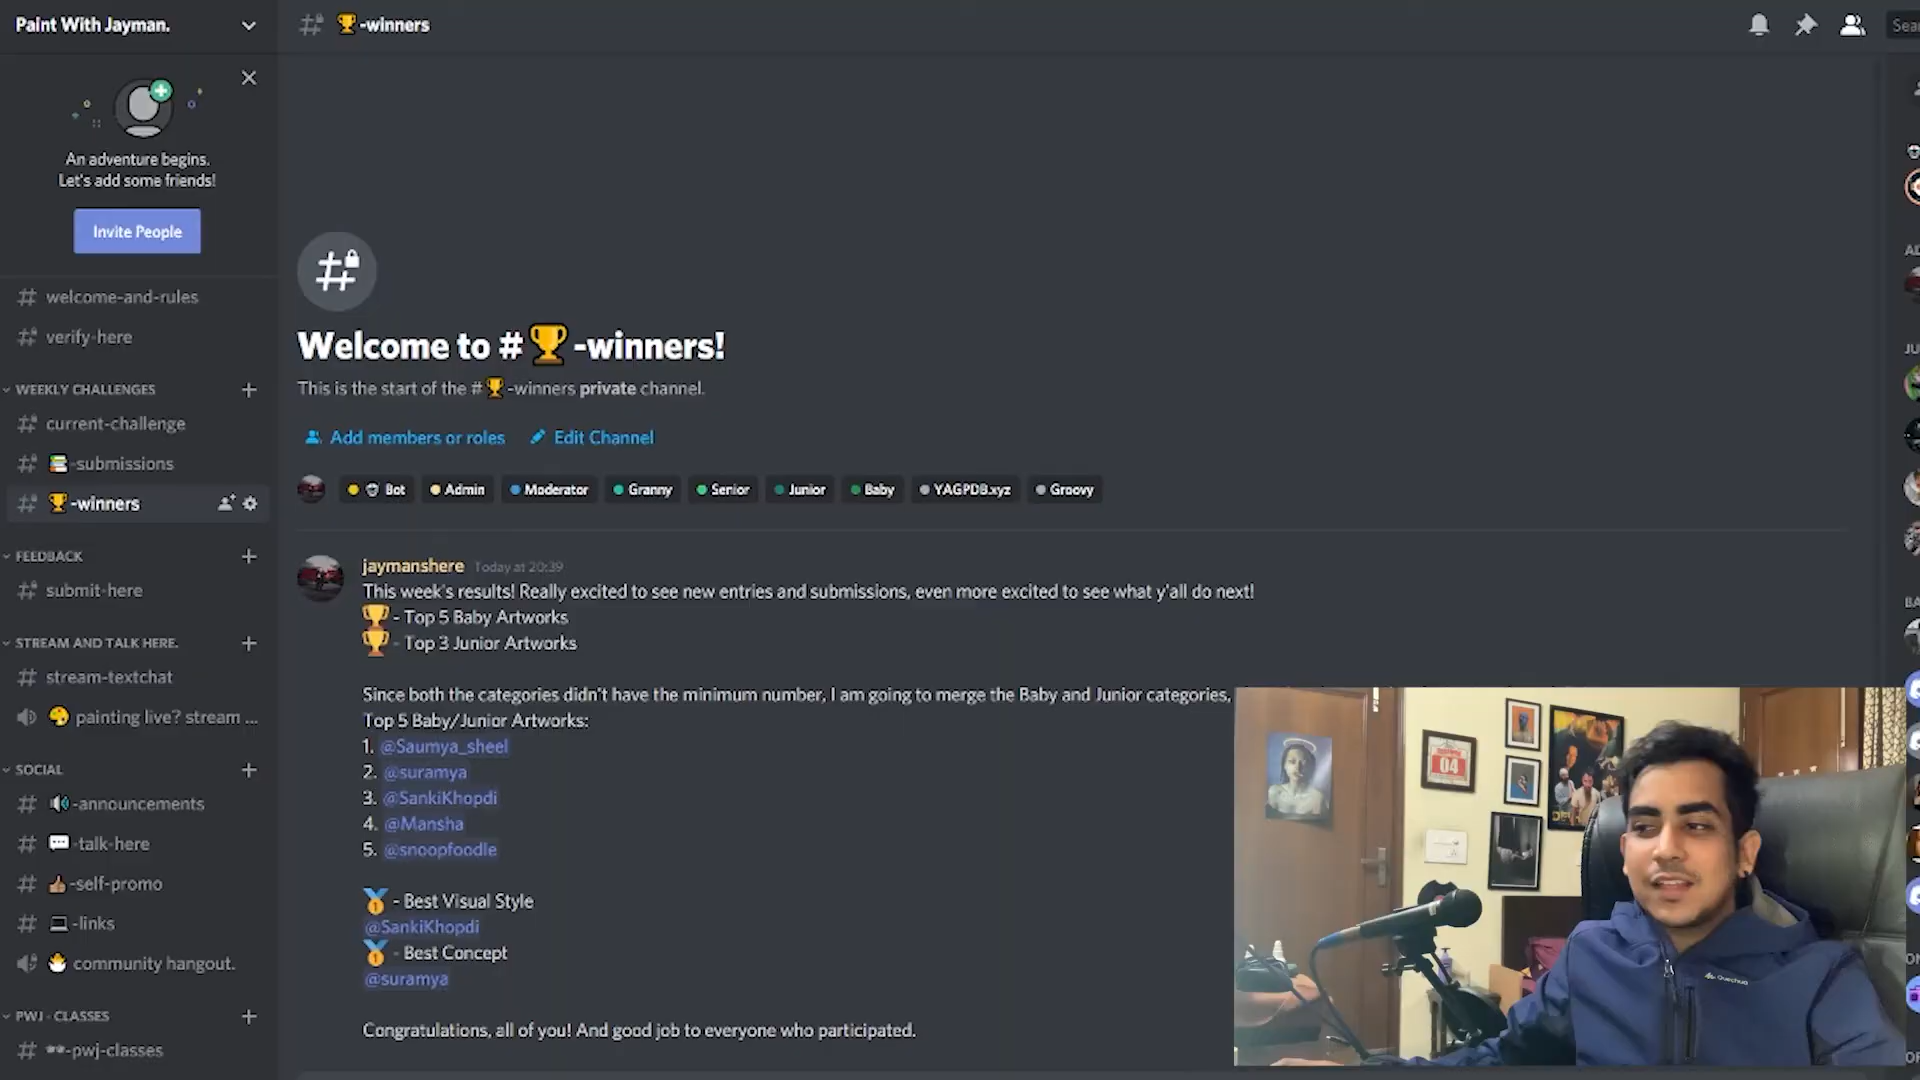 Paint With Jayman.
-winners
An adventure begins.
Let's add some friends!
Invite People
welcome-and-rules
verify-here
WEEKLY CHALLENGES
current-challenge
-submissions
-winners
FEEDBACK
submit-here
STREAM AND TALK HERE.
stream-textchat
painting live? stream ...
SOCIAL
-announcements
-talk-here
-self-promo
-links
community hangout.
PWJ - CLASSES
-pwj-classes
Welcome to # -winners!
This is the start of the # -winners private channel.
Add members or roles Edit Channel
Bot Admin Moderator Granny Senior Junior Baby YAGPDB.xyz Groovy
jaymanshere Today at 20:39
This week's results! Really excited to see new entries and submissions, even more excited to see what y'all do next!
- Top 5 Baby Artworks
- Top 3 Junior Artworks
Since both the categories didn't have the minimum number, I am going to merge the Baby and Junior categories,
Top 5 Baby/Junior Artworks:
1. @Saumya_sheel
2. @suramya
3. @SankiKhopdi
4. @Mansha
5. @snoopfoodle
- Best Visual Style
@SankiKhopdi
- Best Concept
@suramya
Congratulations, all of you! And good job to everyone who participated.
04
Quechua